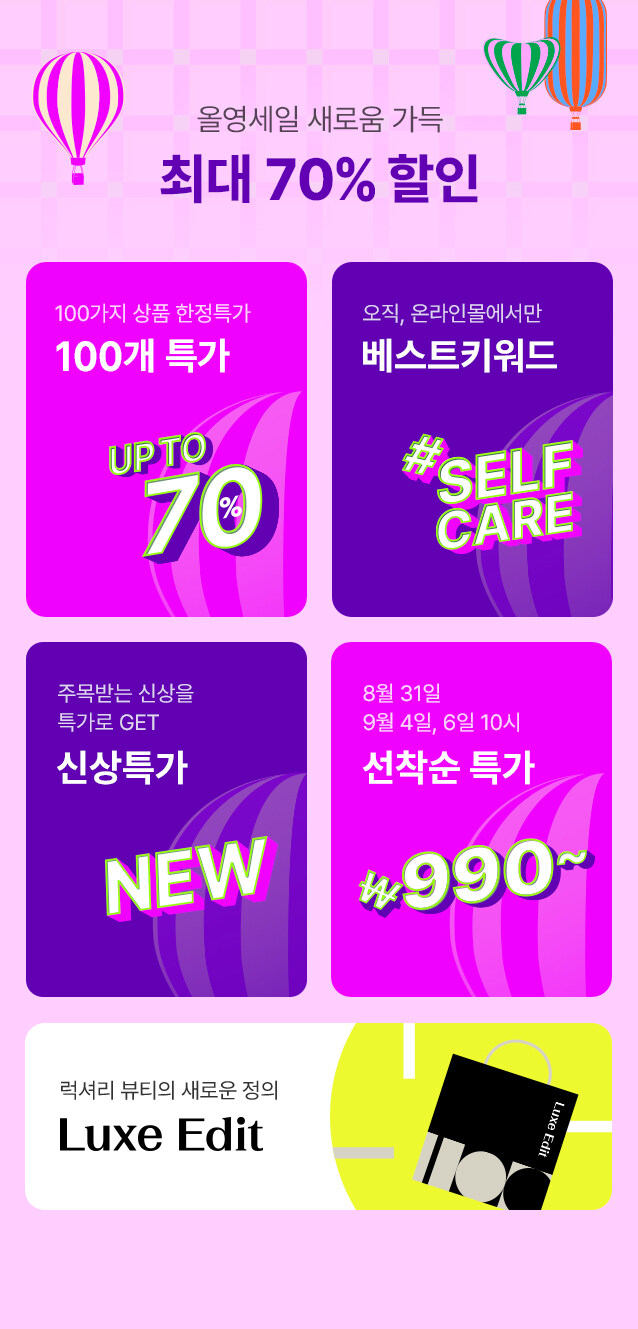 올영세일 새로움 가득
최대 70% 할인
100가지 상품 한정특가
100개 특가
UP TO
70%
오직, 온라인몰에서만
베스트키워드
#SELF
CARE
주목받는 신상을
특가로 GET
신상특가
NEW
8월 31일
9월 4일, 6일 10시
선착순 특가
₩990~
럭셔리 뷰티의 새로운 정의
Luxe Edit
Luxe Edit